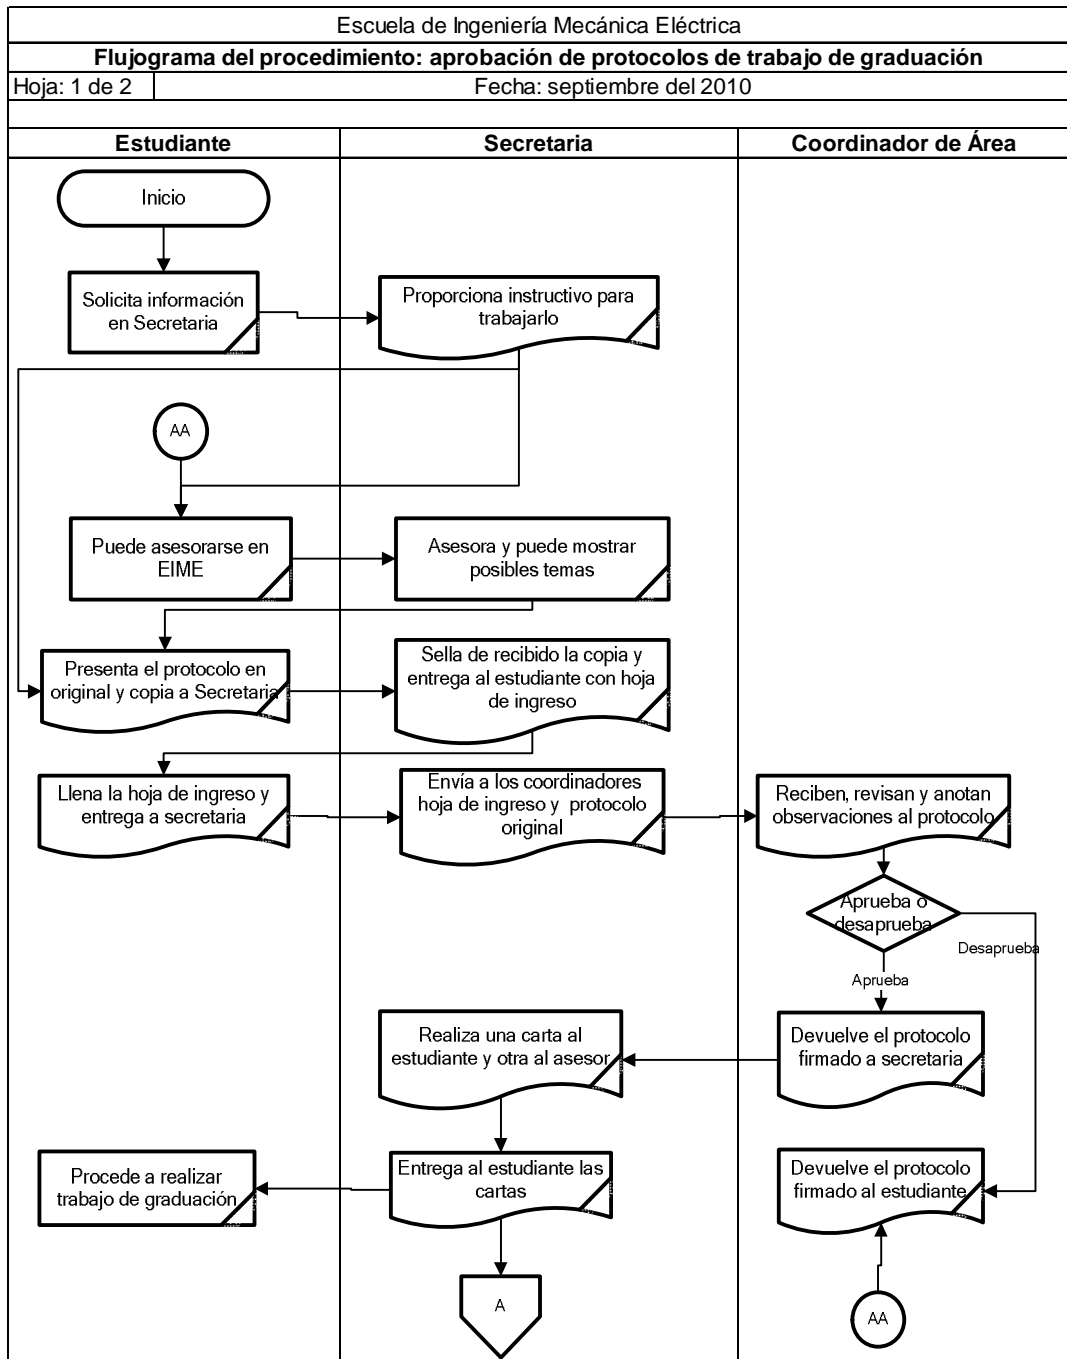 Escuela de Ingeniería Mecánica Eléctrica
Flujograma del procedimiento: aprobación de protocolos de trabajo de graduación
Hoja: 1 de 2
Fecha: septiembre del 2010
Estudiante
Secretaria
Coordinador de Área
Inicio
Solicita información
en Secretaria
Proporciona instructivo para
trabajarlo
AA
Puede asesorarse en
EIME
Asesora y puede mostrar
posibles temas
Presenta el protocolo en
original y copia a Secretaria
Sella de recibido la copia y
entrega al estudiante con hoja
de ingreso
Llena la hoja de ingreso y
entrega a secretaria
Envía a los coordinadores
hoja de ingreso y protocolo
original
Reciben, revisan y anotan
observaciones al protocolo
Aprueba o
desaprueba
Desaprueba
Aprueba
Realiza una carta al
estudiante y otra al asesor
Devuelve el protocolo
firmado a secretaria
Procede a realizar
trabajo de graduación
Entrega al estudiante las
cartas
Devuelve el protocolo
firmado al estudiante
A
AA